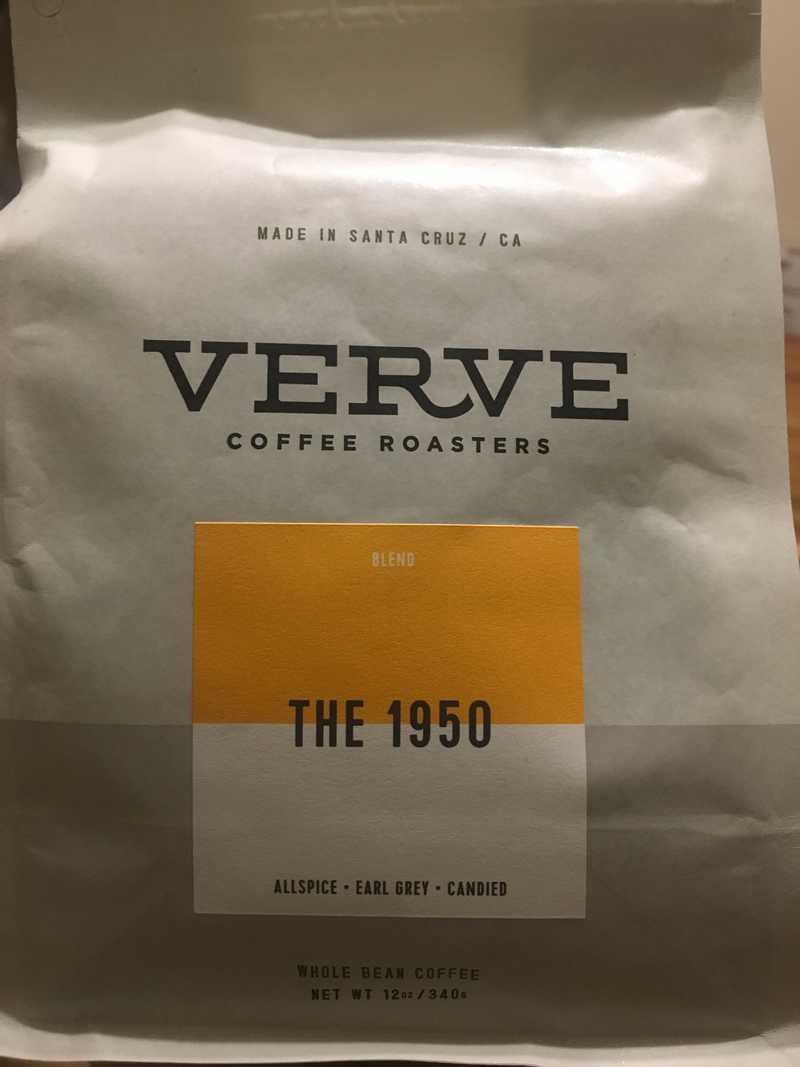 MADE IN SANTA CRUZ / CA
VERVE
COFFEE ROASTERS
BLEND
THE 1950
ALLSPICE • EARL GREY • CANDIED
WHOLE BEAN COFFEE
NET WT 12oz/340g